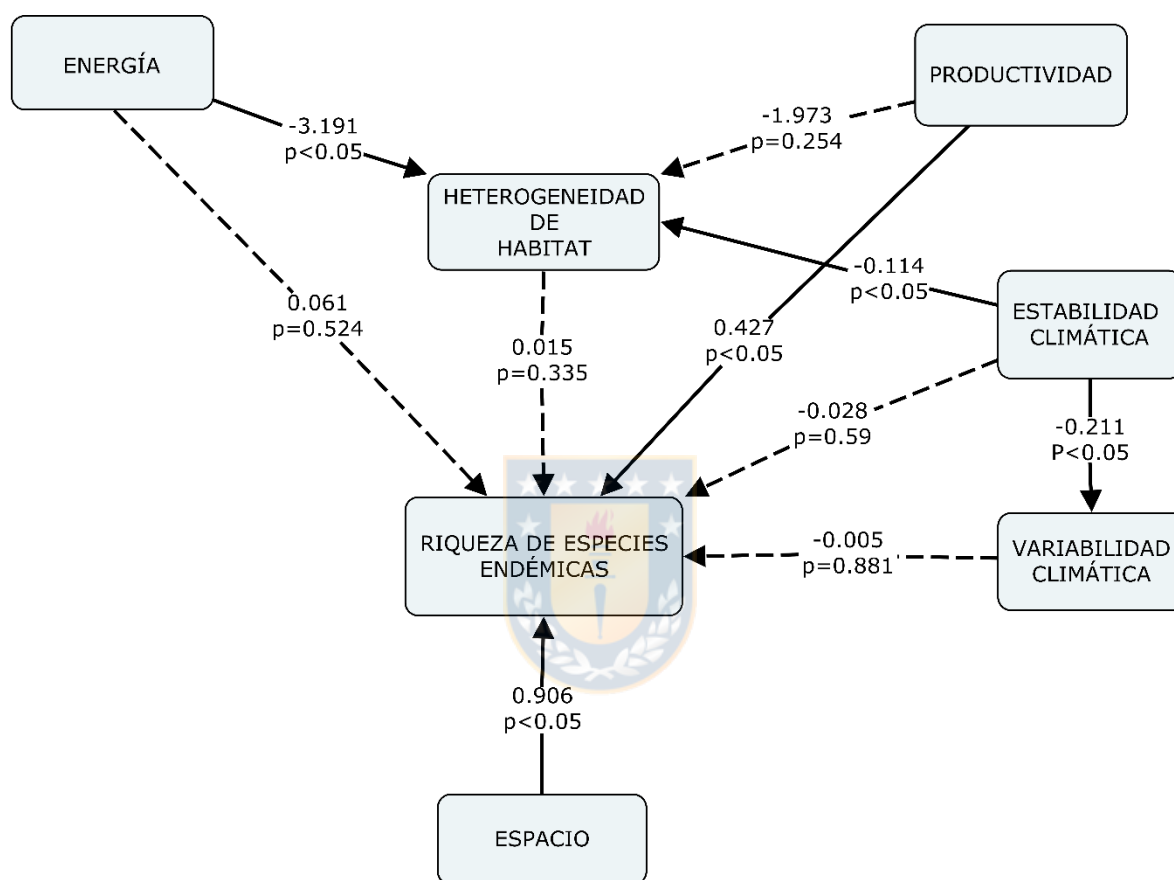 ENERGÍA
PRODUCTIVIDAD
-3.191
p<0.05
-1.973
p=0.254
HETEROGENEIDAD
DE
HABITAT
-0.114
p<0.05
ESTABILIDAD
CLIMÁTICA
0.061
p=0.524
0.015
p=0.335
0.427
p<0.05
-0.028
p=0.59
-0.211
P<0.05
RIQUEZA DE ESPECIES
ENDÉMICAS
-0.005
p=0.881
VARIABILIDAD
CLIMÁTICA
0.906
p<0.05
ESPACIO